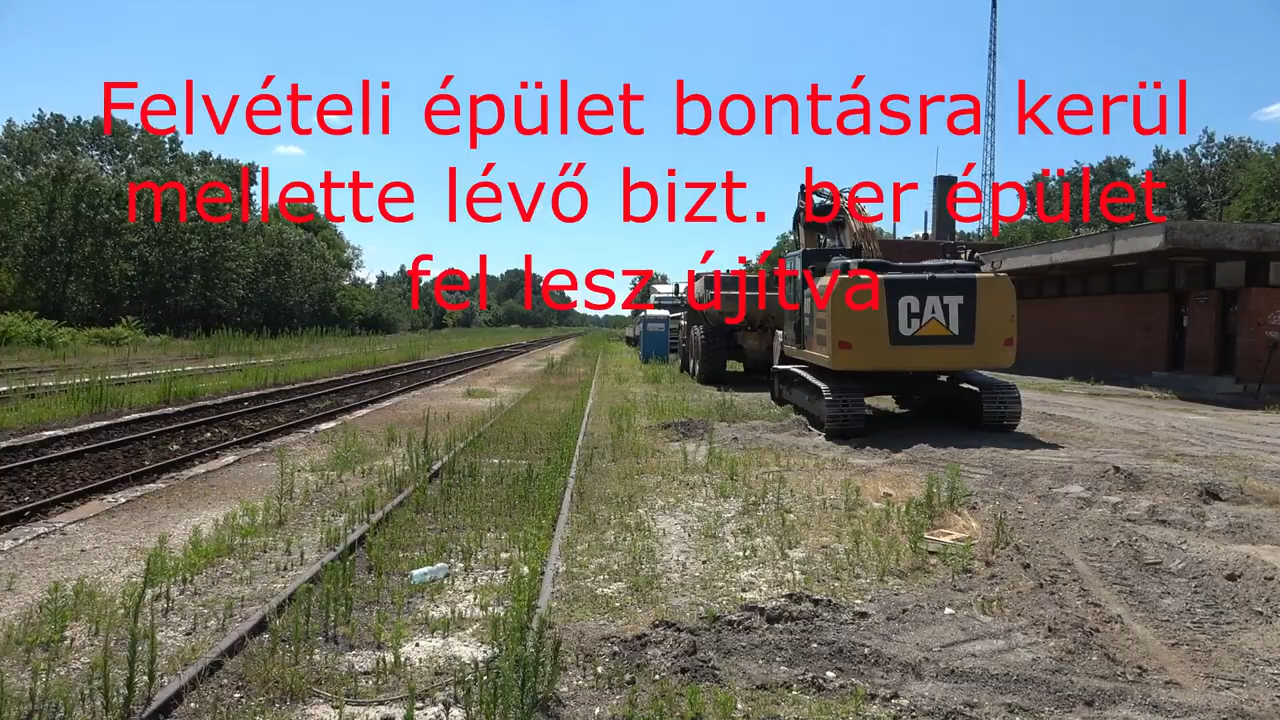 Felvételi épület bontásra kerül
mellette lévő bizt. ber épület
fel lesz újítva
CAT